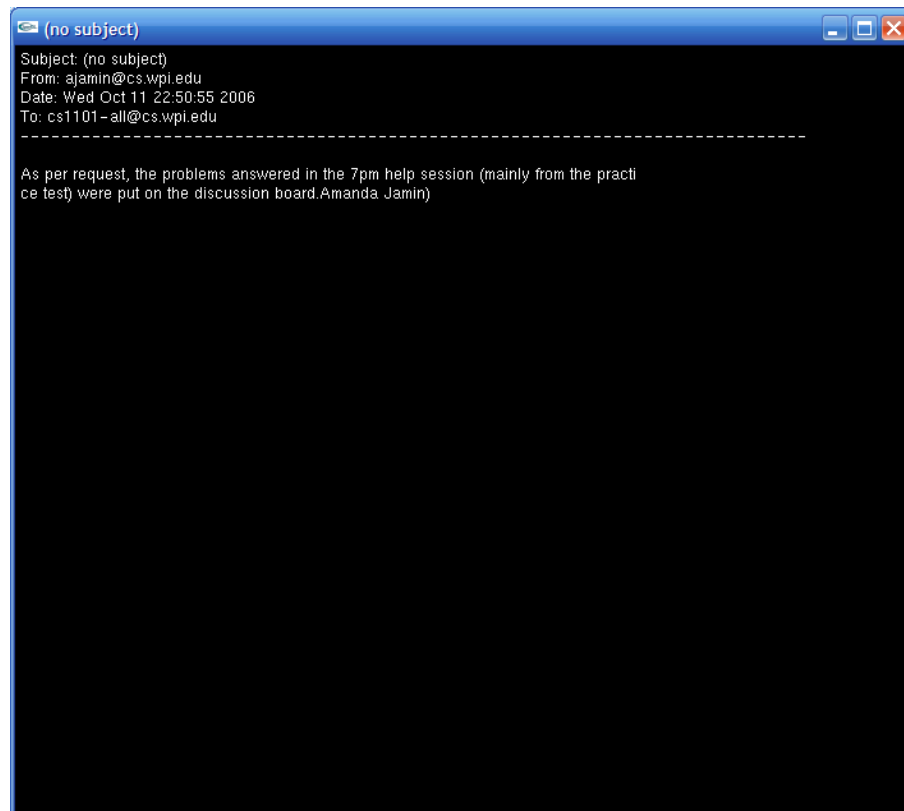 (no subject)
Subject: (no subject)
From: ajamin@cs.wpi.edu
Date: Wed Oct 11 22:50:55 2006
To: cs1101-all@cs.wpi.edu
------------------------------------------------------------------------------
As per request, the problems answered in the 7pm help session (mainly from the practi
ce test) were put on the discussion board.Amanda Jamin)